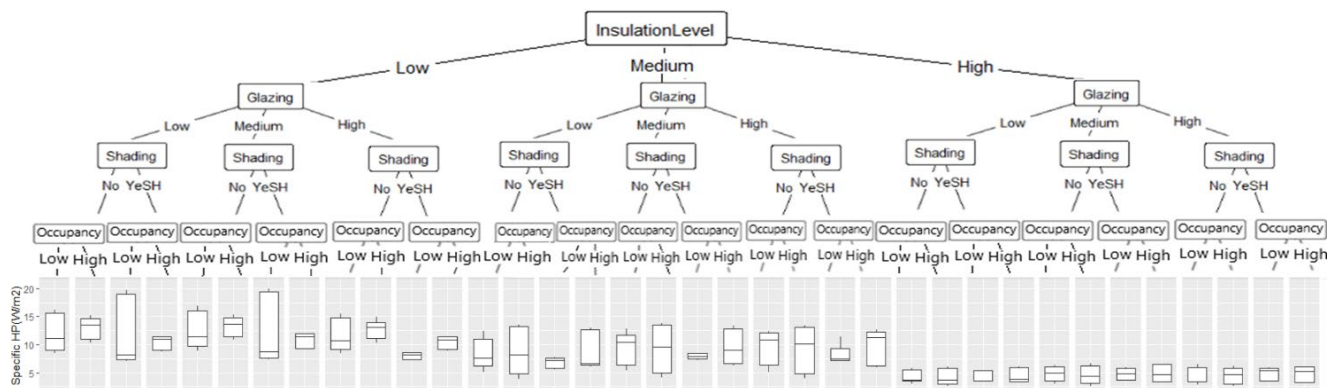 InsulationLevel
Low Medium High
Glazing Glazing Glazing
Low Medium High Low Medium High Low Medium High
Shading Shading Shading Shading Shading Shading Shading Shading Shading
No YeSH No YeSH No YeSH No YeSH No YeSH No YeSH No YeSH No YeSH No YeSH
Occupancy Occupancy Occupancy Occupancy Occupancy Occupancy Occupancy Occupancy Occupancy Occupancy Occupancy Occupancy Occupancy Occupancy Occupancy Occupancy Occupancy Occupancy
Low High Low High Low High Low High Low High Low High Low High Low High Low High Low High Low High Low High Low High Low High Low High Low High Low High Low High
Specific HP(W/m2)
20
15
10
5